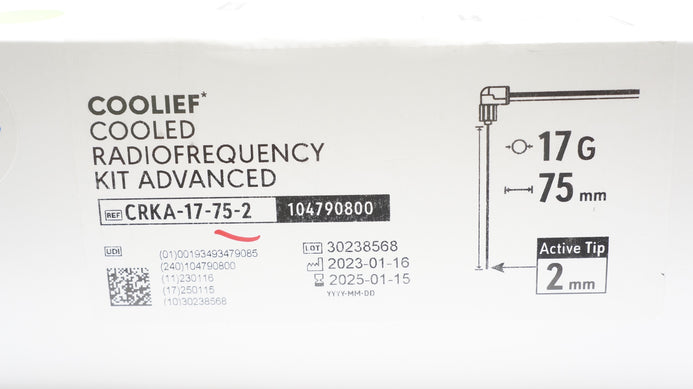 COOLIEF*
COOLED
RADIOFREQUENCY
KIT ADVANCED
REF CRKA-17-75-2 104790800
UDI
(01)00193493479085
(240)104790800
(11)230116
(17)250115
(10)30238568
LOT 30238568
2023-01-16
2025-01-15
YYYY-MM-DD
17 G
75 mm
Active Tip
2 mm